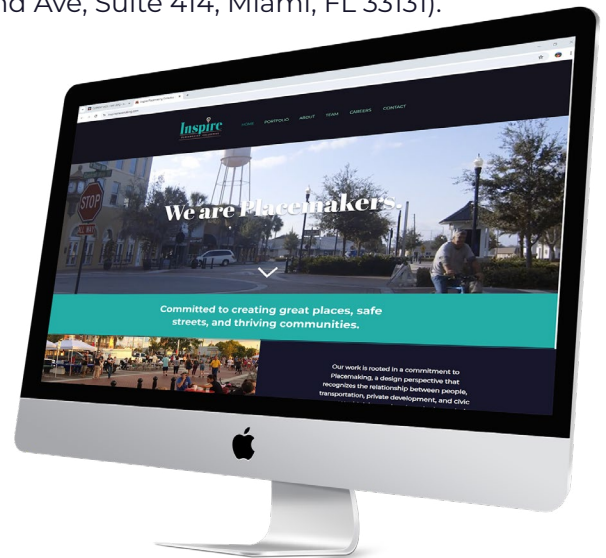 nd Ave, Suite 414, Miami, FL 33131).
Inspire
HOME PORTFOLIO ABOUT TEAM CAREERS CONTACT
STOP
ALL WAY
We are Placemakers.
Committed to creating great places, safe
streets, and thriving communities.
Our work is rooted in a commitment to
Placemaking, a design perspective that
recognizes the relationship between people,
transportation, private development, and civic